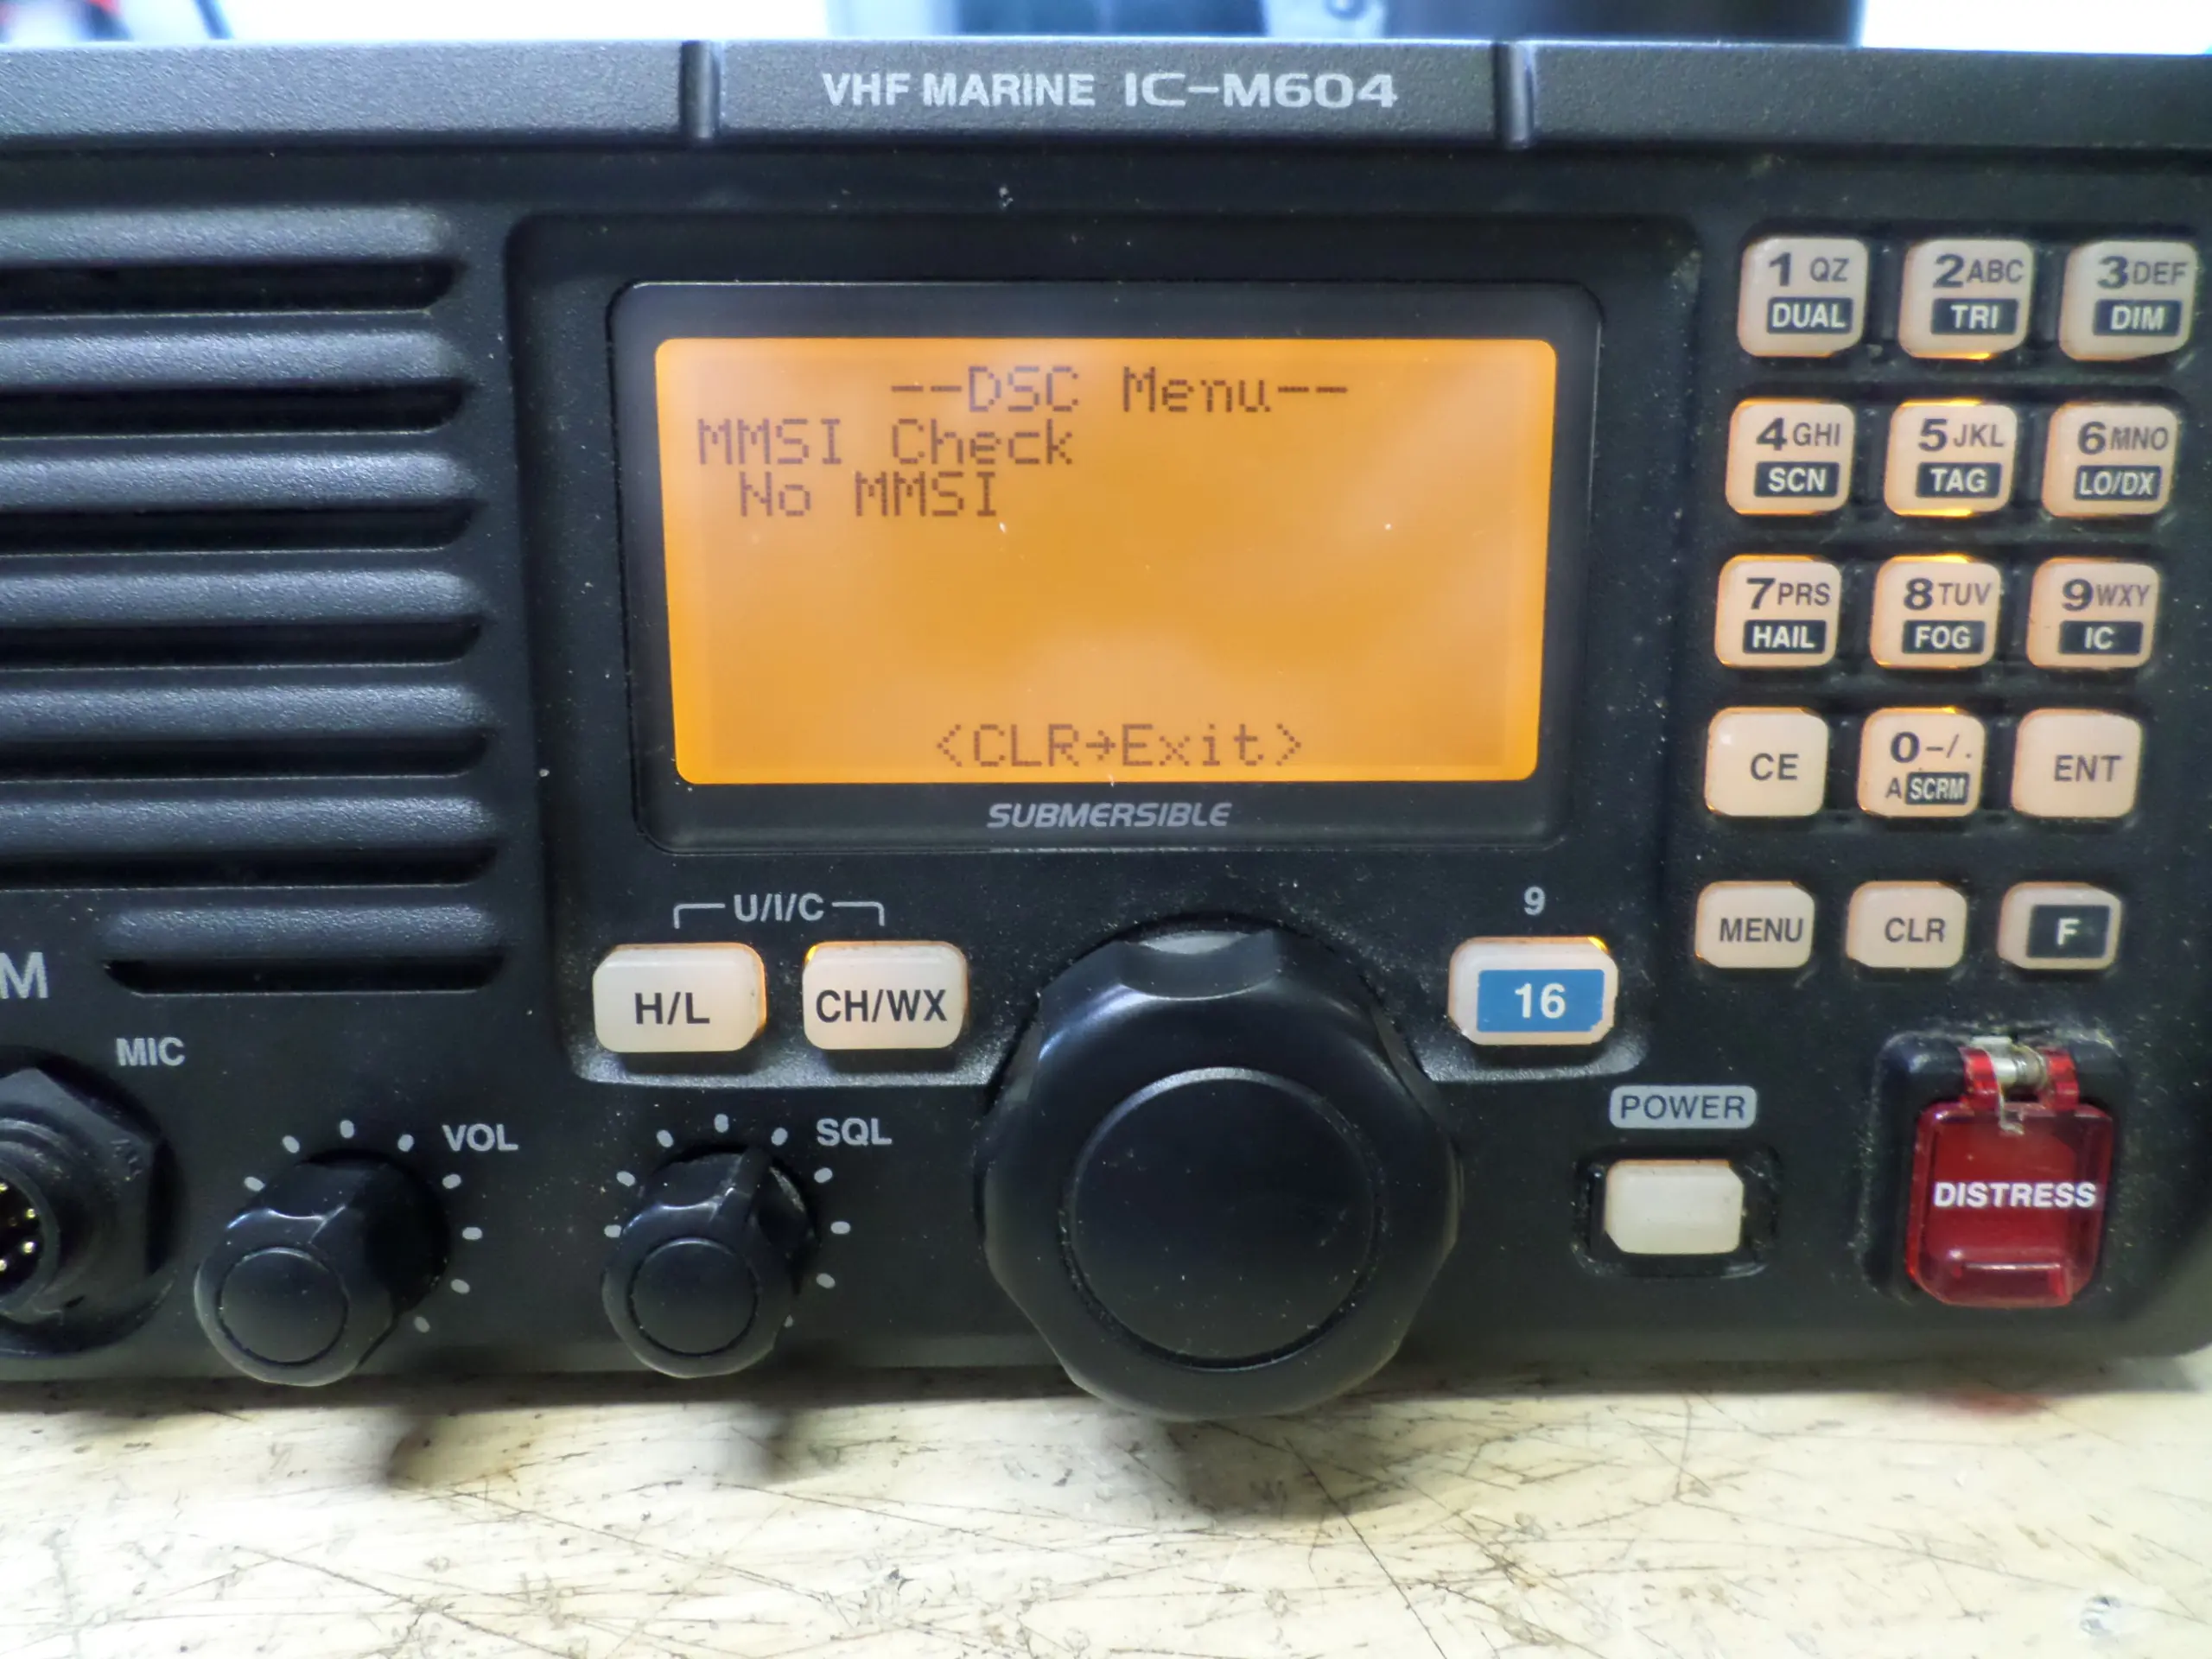 VHF MARINE IC-M604
--DSC Menu--
MMSI Check
No MMSI
<CLR→Exit>
SUBMERSIBLE
1 QZ
DUAL
2 ABC
TRI
3 DEF
DIM
4 GHI
SCN
5 JKL
TAG
6 MNO
LO/DX
7 PRS
HAIL
8 TUV
FOG
9 WXY
IC
CE
0 -/.
A SCRM
ENT
MENU
CLR
F
U/I/C
H/L
CH/WX
9
16
M
MIC
VOL
SQL
POWER
DISTRESS